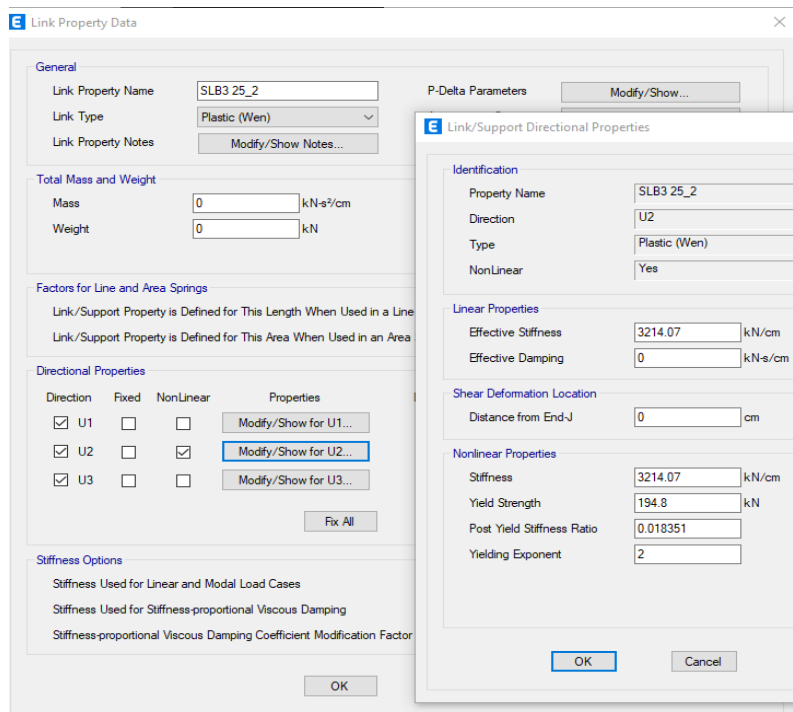 E Link Property Data
General
Link Property Name SLB3 25_2 P-Delta Parameters Modify/Show...
Link Type Plastic (Wen)
Link Property Notes Modify/Show Notes...
Total Mass and Weight
Mass 0 kN-s²/cm
Weight 0 kN
Factors for Line and Area Springs
Link/Support Property is Defined for This Length When Used in a Line
Link/Support Property is Defined for This Area When Used in an Area
Directional Properties
Direction Fixed NonLinear Properties
U1 Modify/Show for U1...
U2 Modify/Show for U2...
U3 Modify/Show for U3...
Fix All
Stiffness Options
Stiffness Used for Linear and Modal Load Cases
Stiffness Used for Stiffness-proportional Viscous Damping
Stiffness-proportional Viscous Damping Coefficient Modification Factor
OK
E Link/Support Directional Properties
Identification
Property Name SLB3 25_2
Direction U2
Type Plastic (Wen)
NonLinear Yes
Linear Properties
Effective Stiffness 3214.07 kN/cm
Effective Damping 0 kN-s/cm
Shear Deformation Location
Distance from End-J 0 cm
Nonlinear Properties
Stiffness 3214.07 kN/cm
Yield Strength 194.8 kN
Post Yield Stiffness Ratio 0.018351
Yielding Exponent 2
OK Cancel